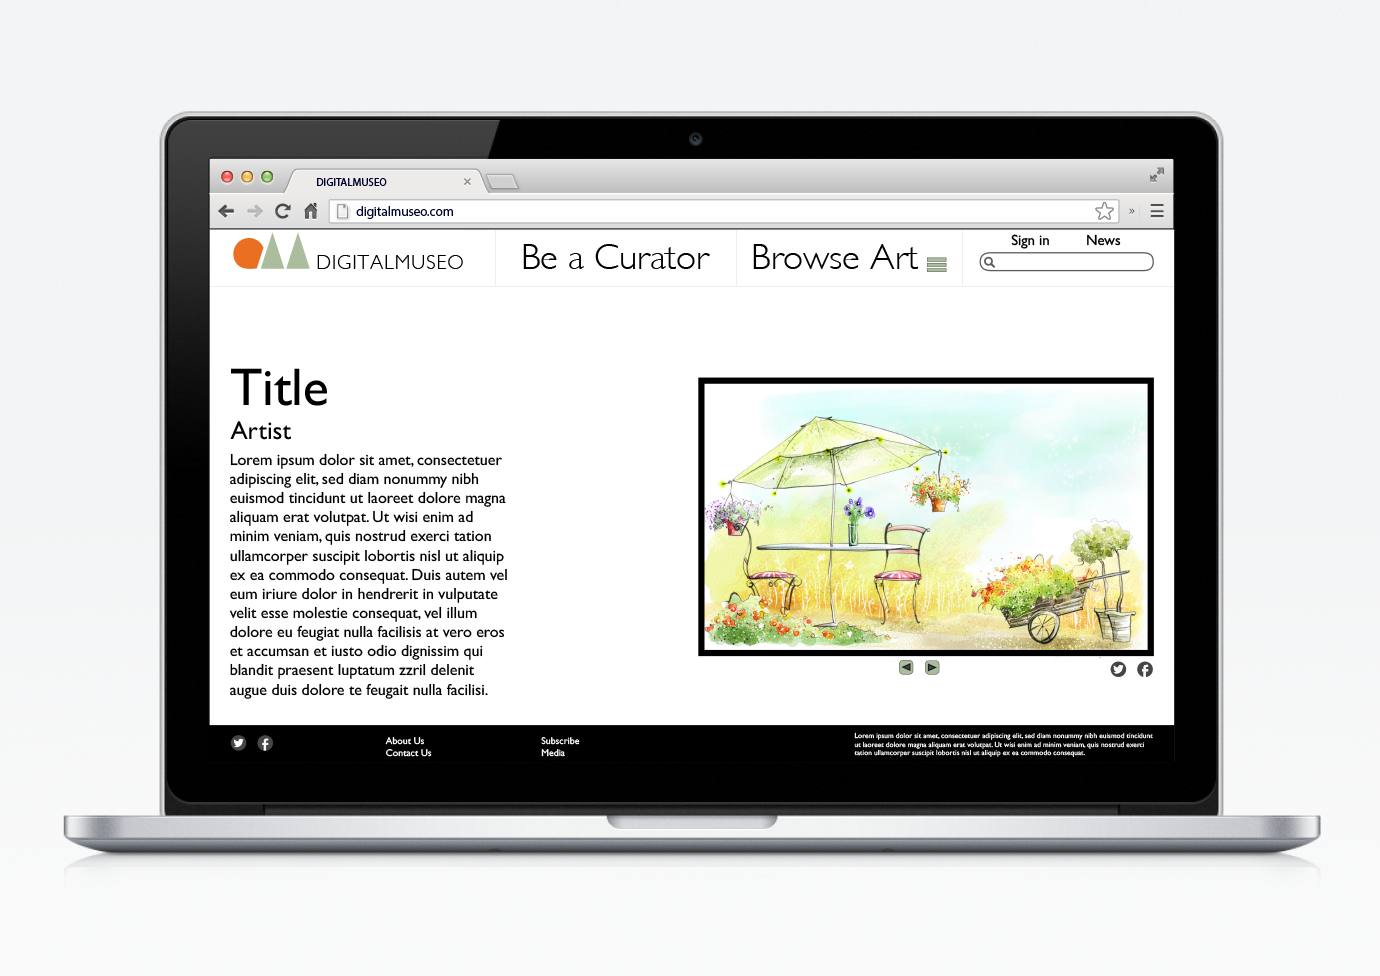 DIGITALMUSEO
digitalmuseo.com
DIGITALMUSEO
Be a Curator
Browse Art
Sign in
News
Title
Artist
Lorem ipsum dolor sit amet, consectetuer
adipiscing elit, sed diam nonummy nibh
euismod tincidunt ut laoreet dolore magna
aliquam erat volutpat. Ut wisi enim ad
minim veniam, quis nostrud exerci tation
ullamcorper suscipit lobortis nisl ut aliquip
ex ea commodo consequat. Duis autem vel
eum iriure dolor in hendrerit in vulputate
velit esse molestie consequat, vel illum
dolore eu feugiat nulla facilisis at vero eros
et accumsan et iusto odio dignissim qui
blandit praesent luptatum zzril delenit
augue duis dolore te feugait nulla facilisi.
About Us
Contact Us
Subscribe
Media
Lorem ipsum dolor sit amet, consectetuer adipiscing elit, sed diam nonummy nibh euismod tincidunt
ut laoreet dolore magna aliquam erat volutpat. Ut wisi enim ad minim veniam, quis nostrud exerci
tation ullamcorper suscipit lobortis nisl ut aliquip ex ea commodo consequat.